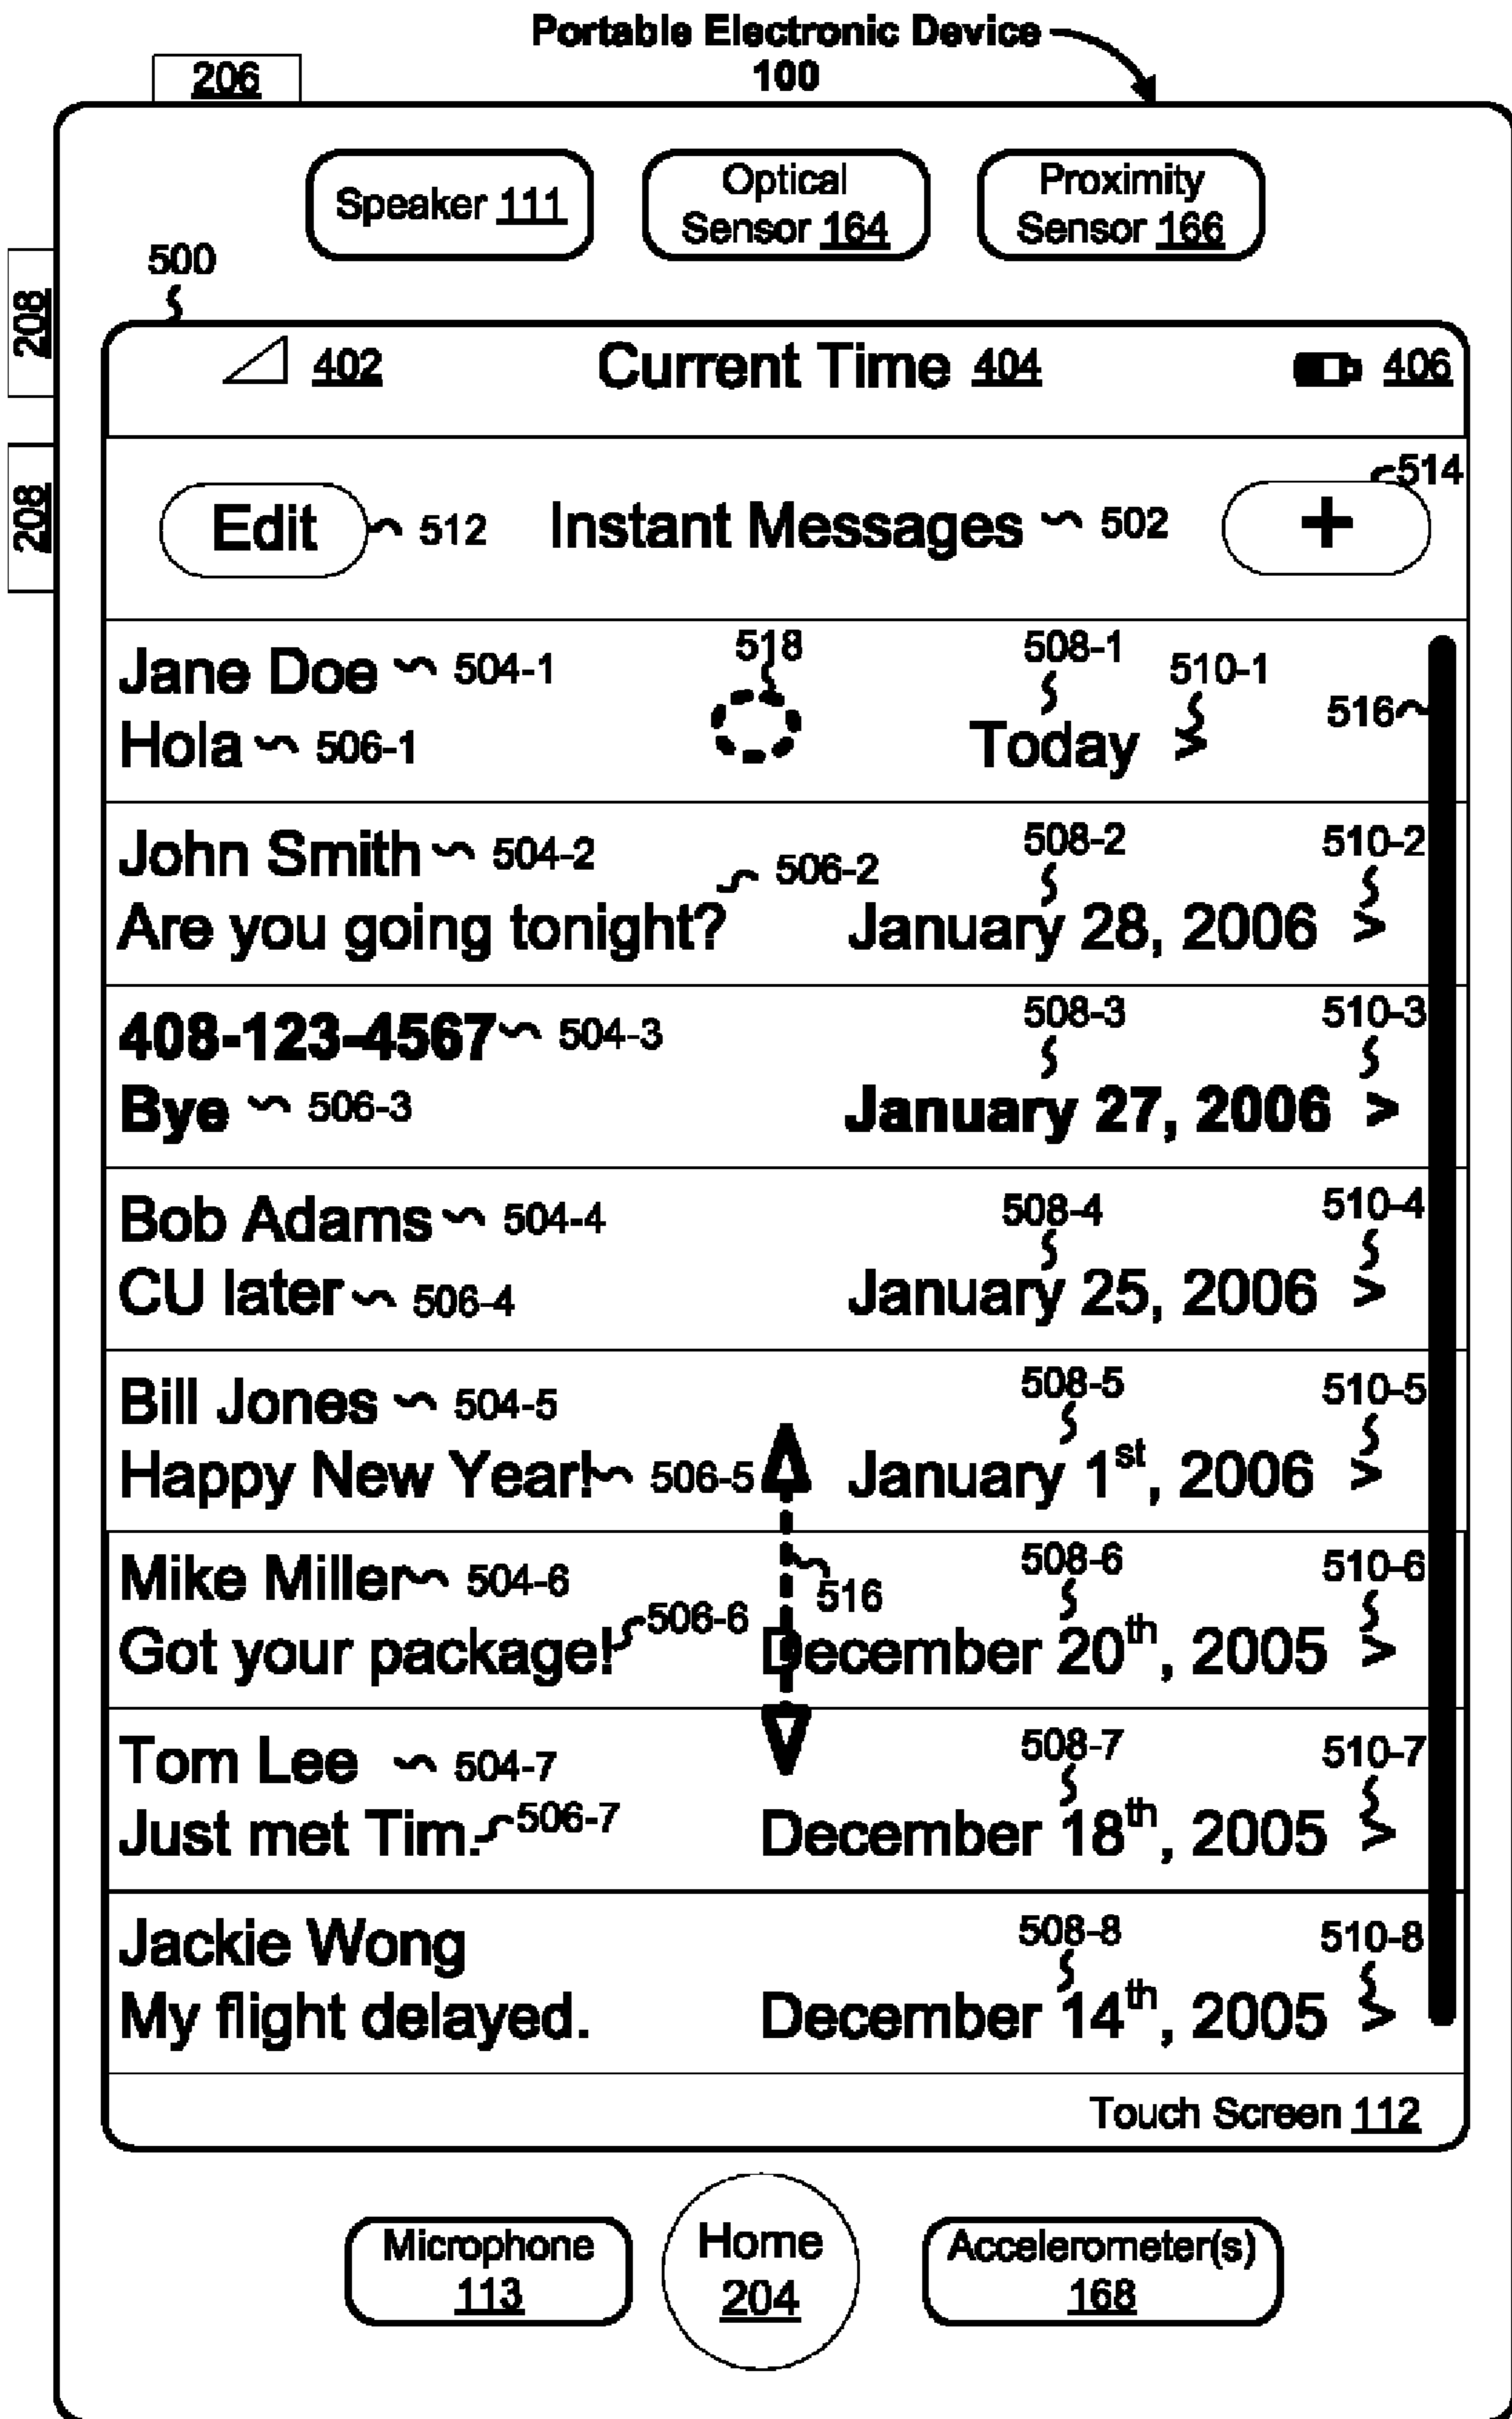 Portable Electronic Device
100
206
Speaker 111
Optical
Sensor 164
Proximity
Sensor 166
500
208
208
402
Current Time 404
406
Edit
512
Instant Messages
502
+
514
Jane Doe
504-1
518
508-1
510-1
516
Hola
506-1
Today >
John Smith
504-2
506-2
508-2
510-2
Are you going tonight?
January 28, 2006 >
408-123-4567
504-3
508-3
510-3
Bye
506-3
January 27, 2006 >
Bob Adams
504-4
508-4
510-4
CU later
506-4
January 25, 2006 >
Bill Jones
504-5
508-5
510-5
Happy New Year!
506-5
January 1st, 2006 >
Mike Miller
504-6
516
508-6
510-6
Got your package!
506-6
December 20th, 2005 >
Tom Lee
504-7
508-7
510-7
Just met Tim.
506-7
December 18th, 2005 >
Jackie Wong
508-8
510-8
My flight delayed.
December 14th, 2005 >
Touch Screen 112
Microphone
113
Home
204
Accelerometer(s)
168